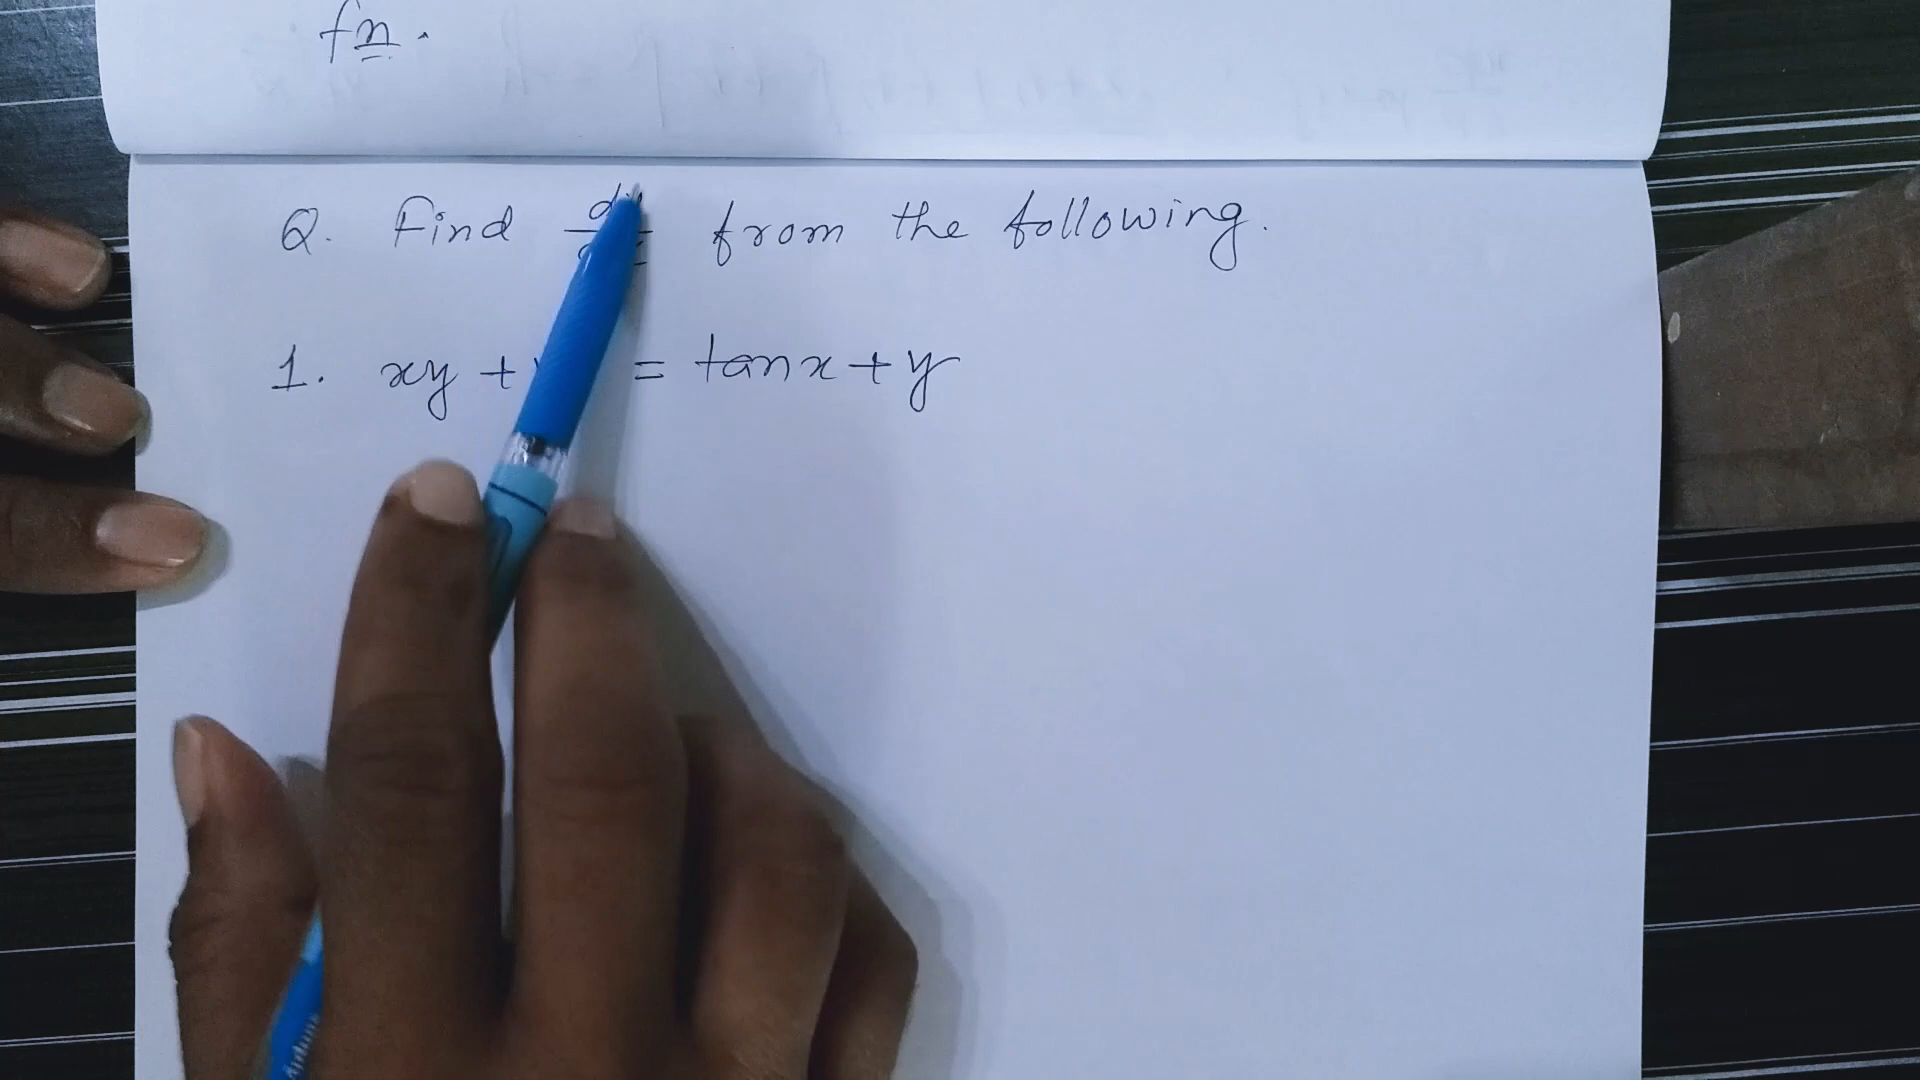 fn.
Q. Find from the following.
1. xy + = tanx + y